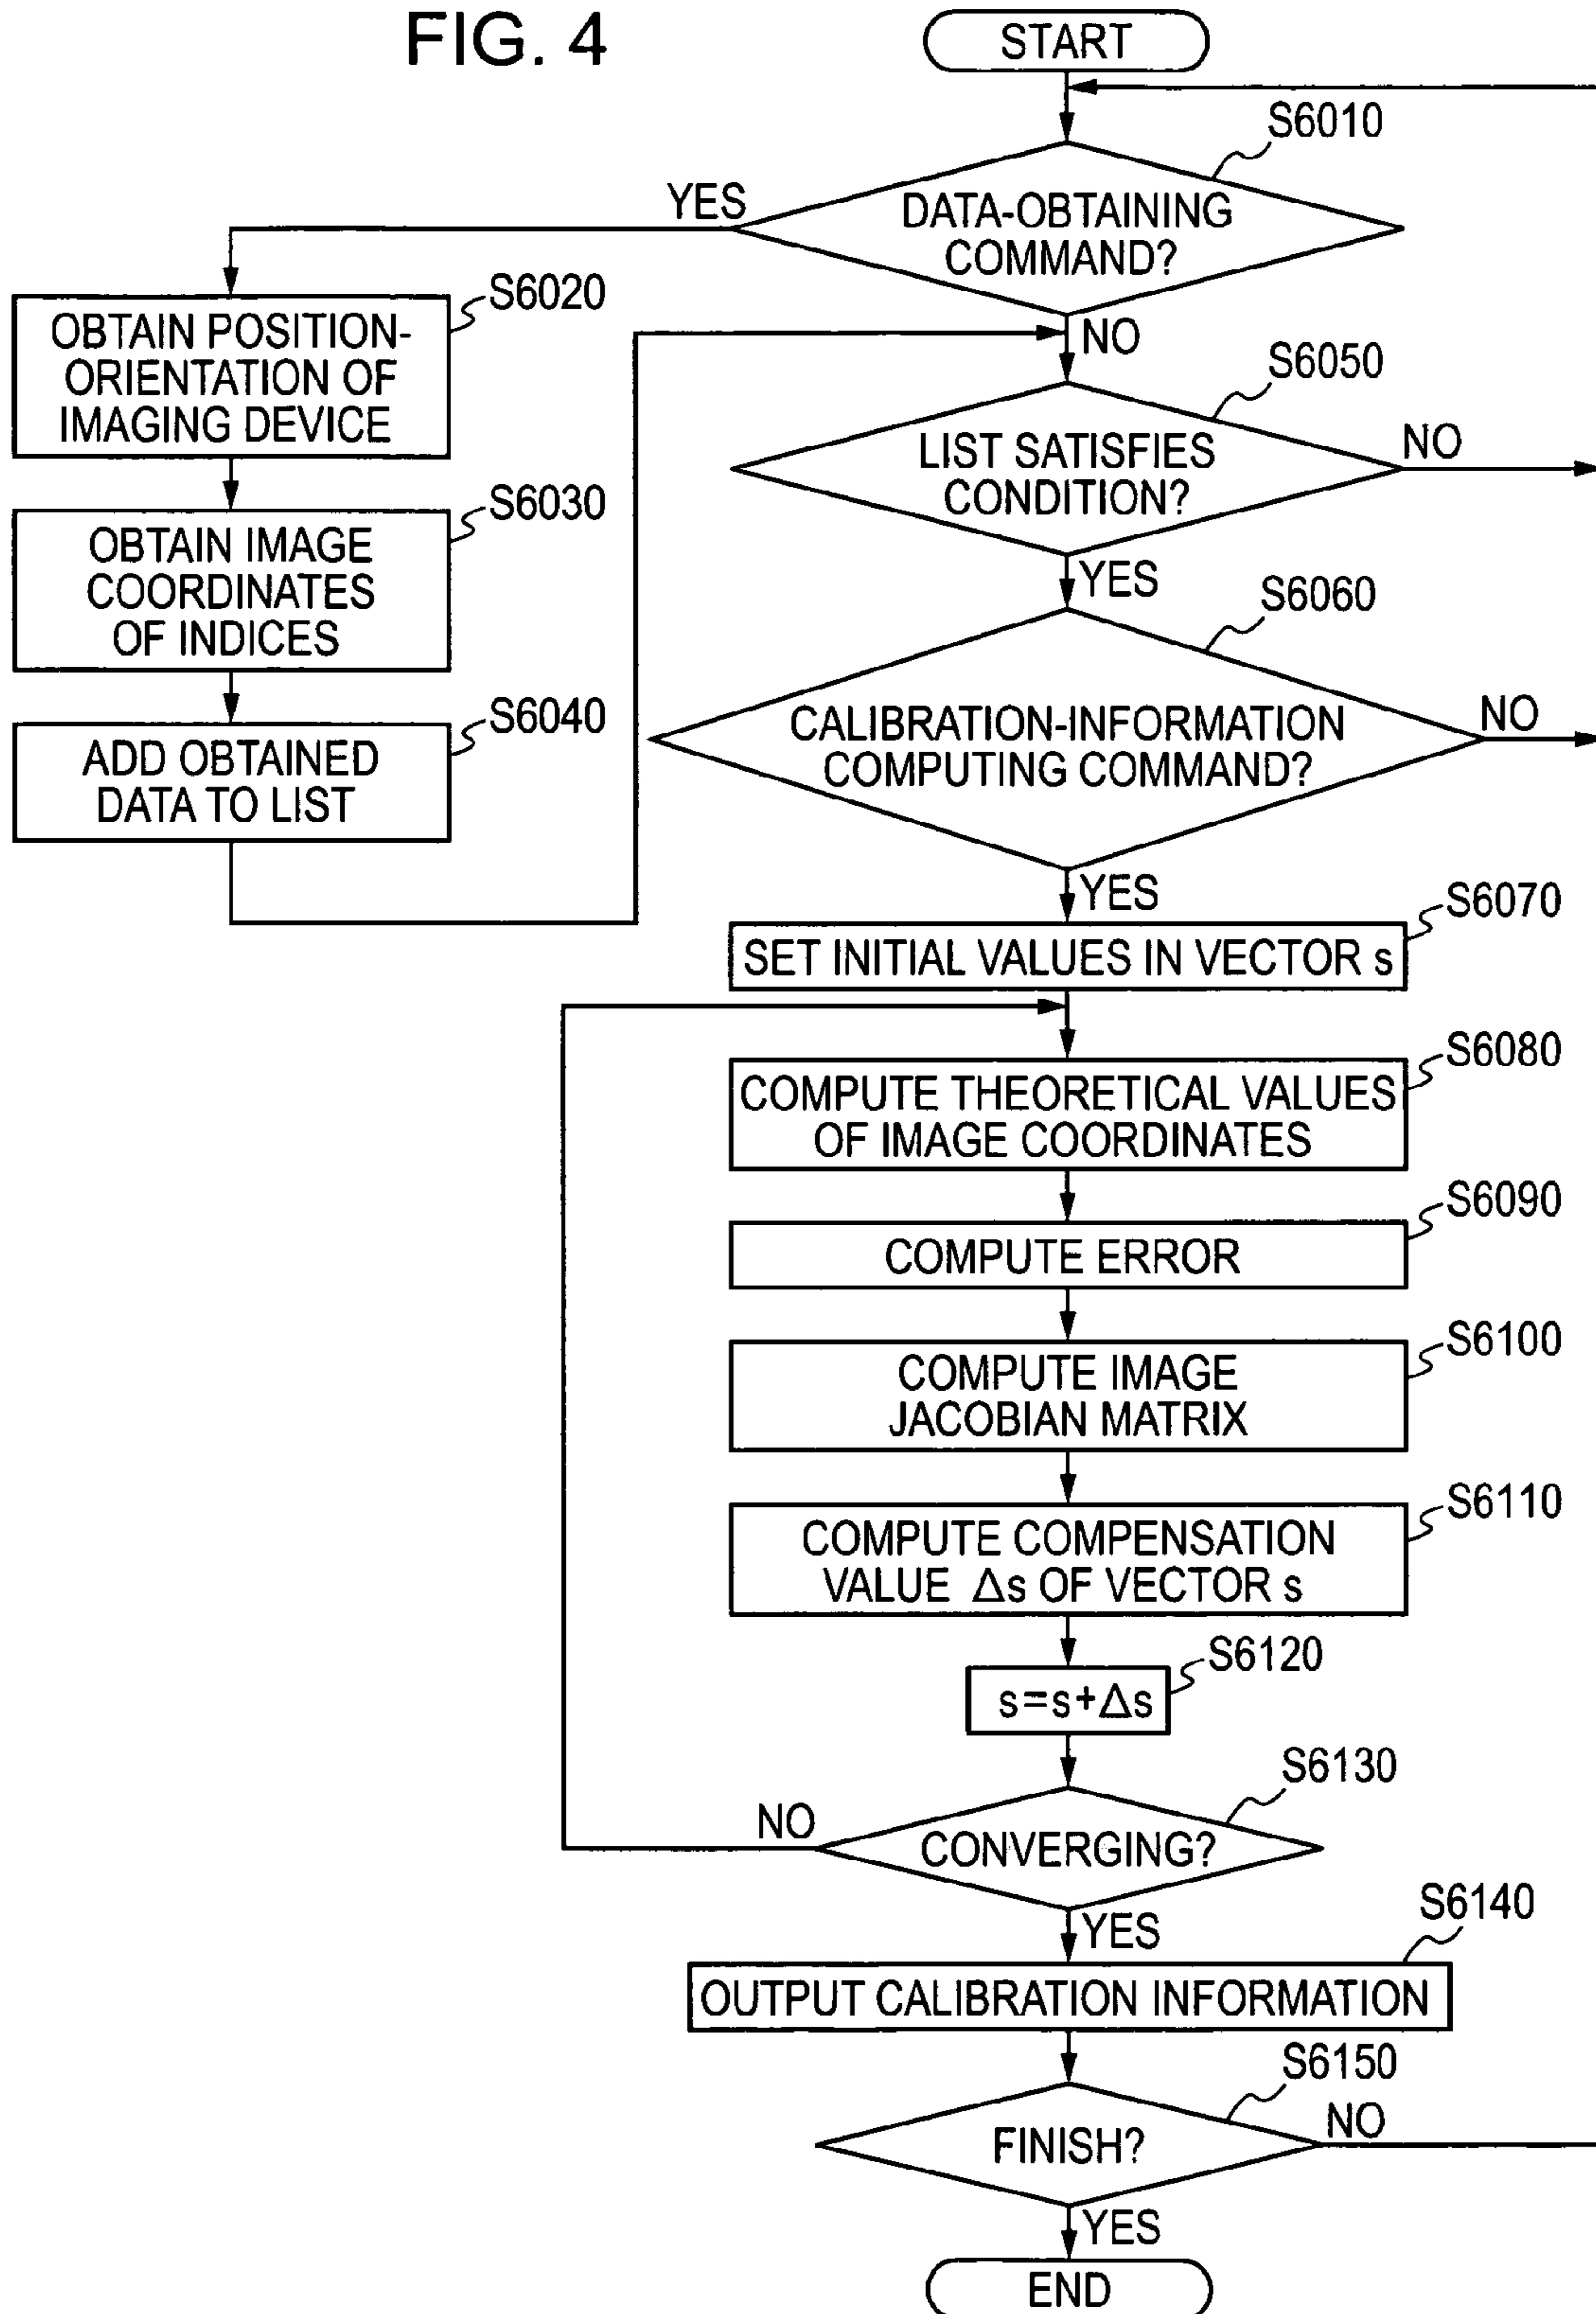 FIG. 4
START
S6010
DATA-OBTAINING
COMMAND?
YES
NO
S6020
OBTAIN POSITION-
ORIENTATION OF
IMAGING DEVICE
S6030
OBTAIN IMAGE
COORDINATES
OF INDICES
S6040
ADD OBTAINED
DATA TO LIST
S6050
LIST SATISFIES
CONDITION?
NO
YES
S6060
CALIBRATION-INFORMATION
COMPUTING COMMAND?
NO
YES
S6070
SET INITIAL VALUES IN VECTOR s
S6080
COMPUTE THEORETICAL VALUES
OF IMAGE COORDINATES
S6090
COMPUTE ERROR
S6100
COMPUTE IMAGE
JACOBIAN MATRIX
S6110
COMPUTE COMPENSATION
VALUE Δs OF VECTOR s
S6120
s=s+Δs
S6130
CONVERGING?
NO
YES
S6140
OUTPUT CALIBRATION INFORMATION
S6150
FINISH?
NO
YES
END